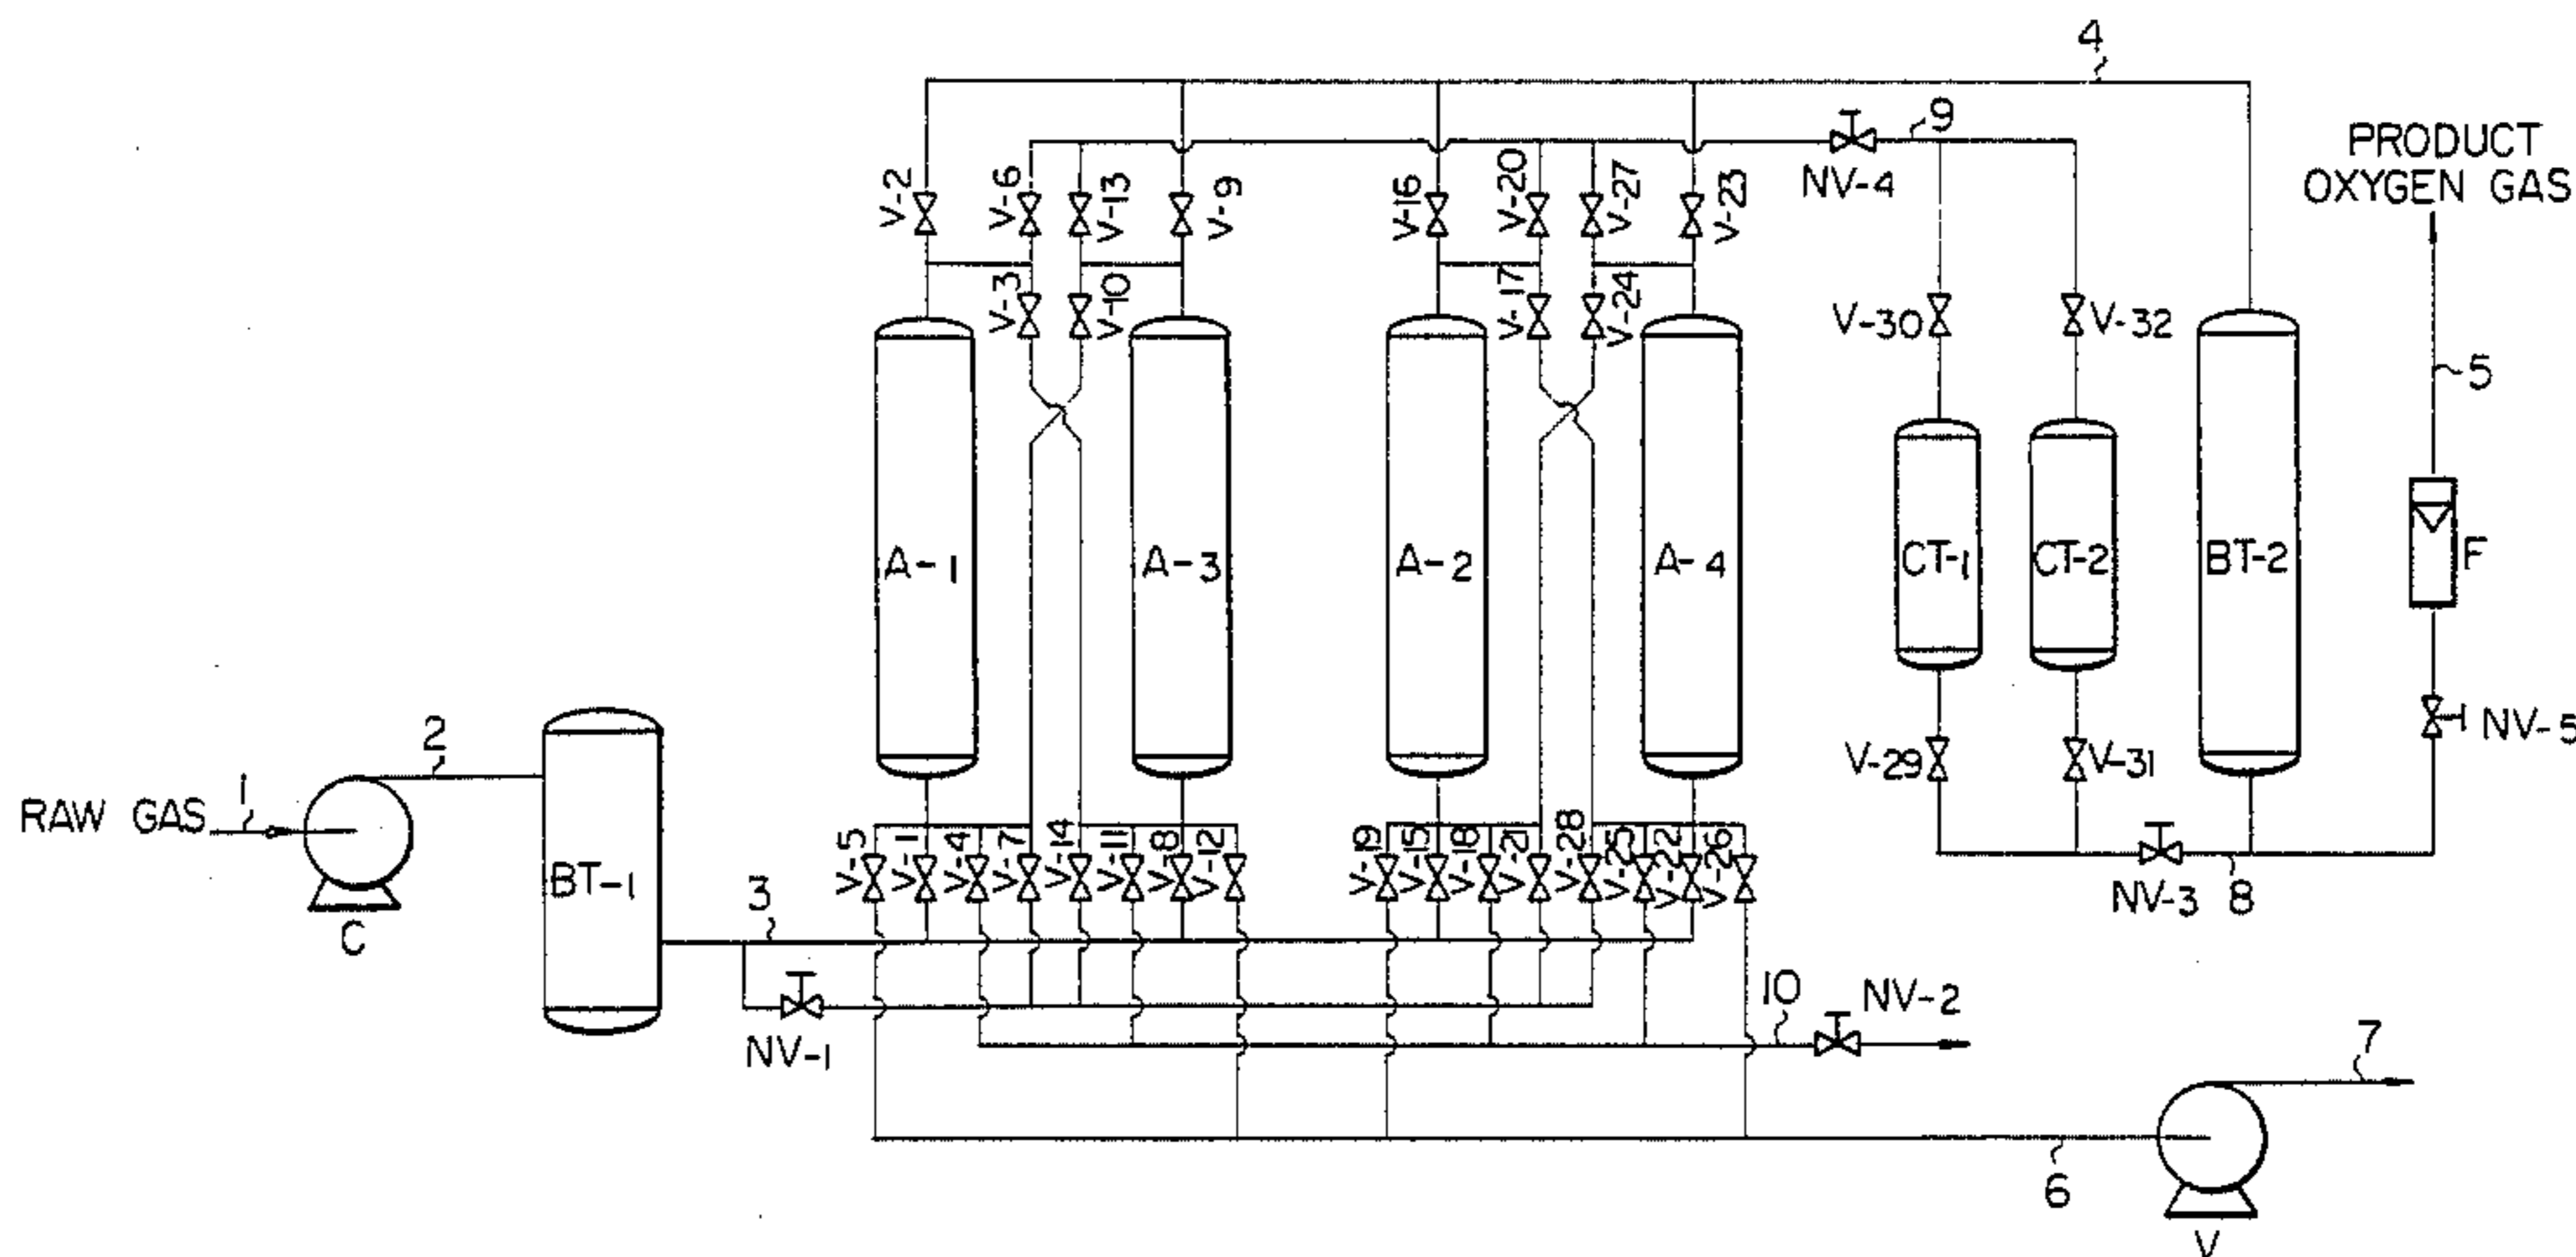 4
PRODUCT
OXYGEN GAS
9
NV-4
V-2
V-6
V-13
V-9
V-16
V-20
V-27
V-23
V-3
V-10
V-17
V-24
V-30
V-32
5
A-1
A-3
A-2
A-4
CT-1
CT-2
BT-2
F
NV-5
2
RAW GAS
1
C
BT-1
3
V-5
V-1
V-4
V-7
V-14
V-11
V-8
V-12
V-19
V-15
V-18
V-21
V-28
V-25
V-22
V-26
V-29
V-31
NV-3
8
NV-1
10
NV-2
7
6
V